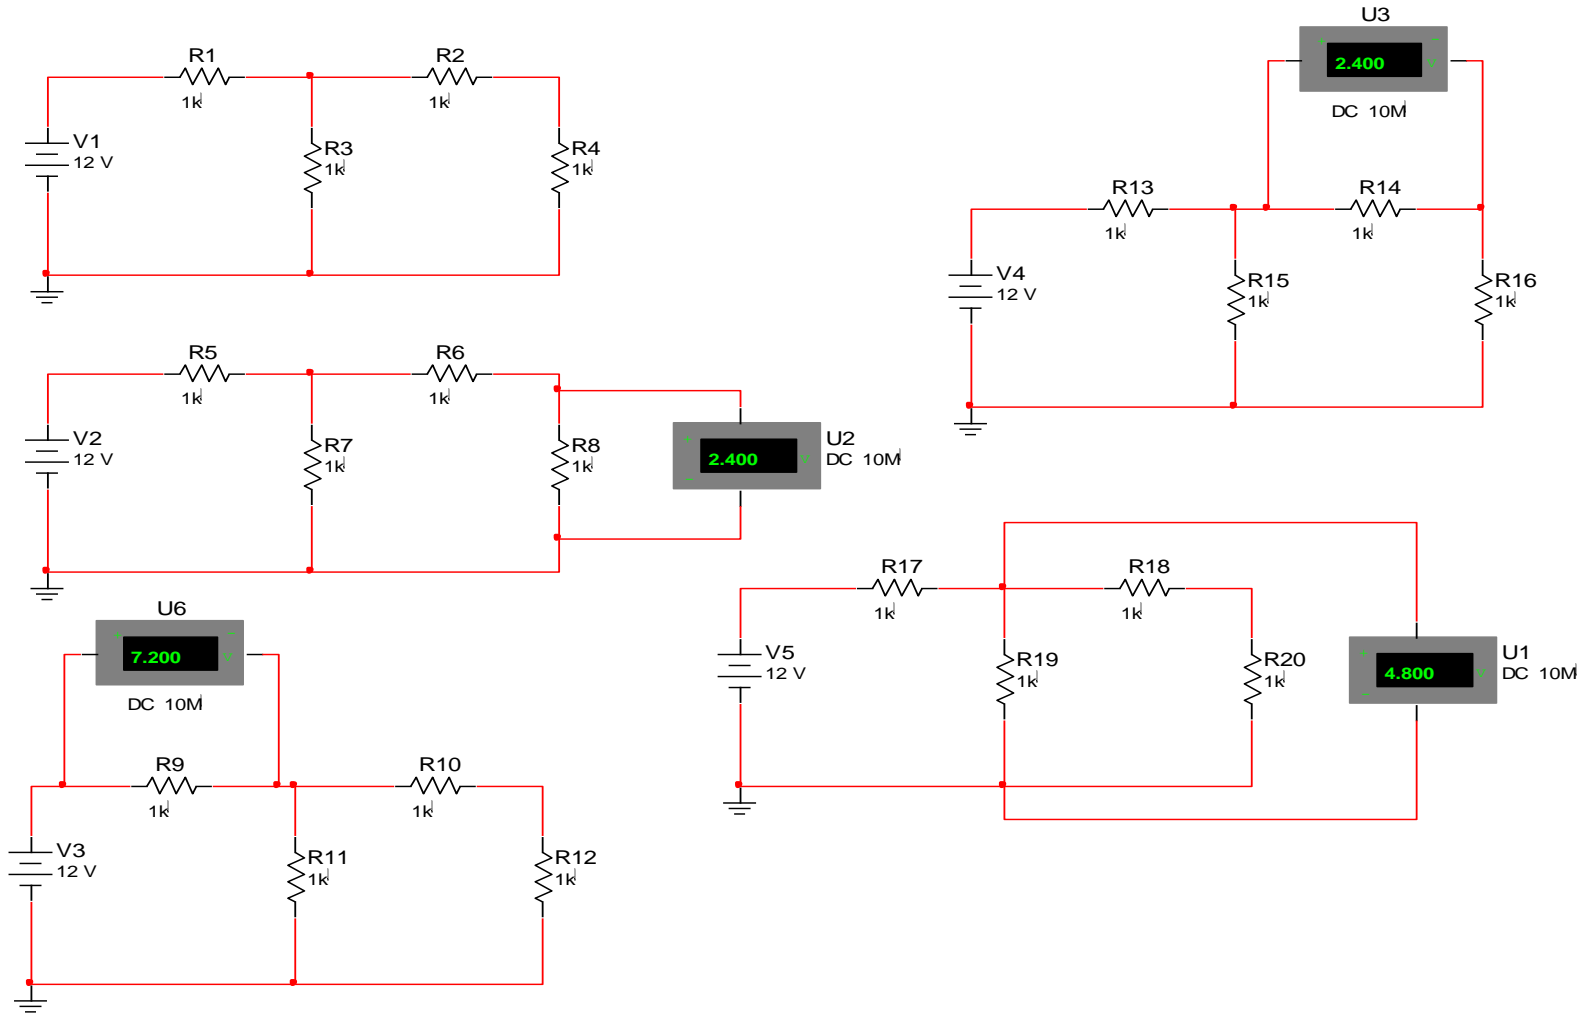 R1
1k
R2
1k
V1
12 V
R3
1k
R4
1k
U3
+ −
2.400 V
DC 10M
R13
1k
R14
1k
V4
12 V
R15
1k
R16
1k
R5
1k
R6
1k
V2
12 V
R7
1k
R8
1k
+
2.400 V
−
U2
DC 10M
U6
+ −
7.200 V
DC 10M
R9
1k
R10
1k
V3
12 V
R11
1k
R12
1k
R17
1k
R18
1k
V5
12 V
R19
1k
R20
1k
+
4.800 V
−
U1
DC 10M